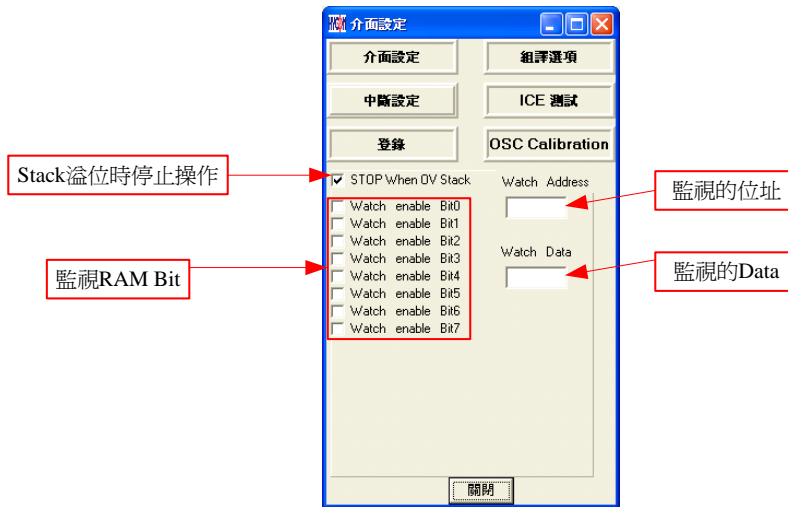 介面設定
介面設定
組譯選項
中斷設定
ICE 測試
登錄
OSC Calibration
Stack溢位時停止操作
STOP When OV Stack
Watch Address
監視的位址
Watch enable Bit0
Watch enable Bit1
Watch enable Bit2
Watch enable Bit3
Watch enable Bit4
Watch enable Bit5
Watch enable Bit6
Watch enable Bit7
監視RAM Bit
Watch Data
監視的Data
關閉